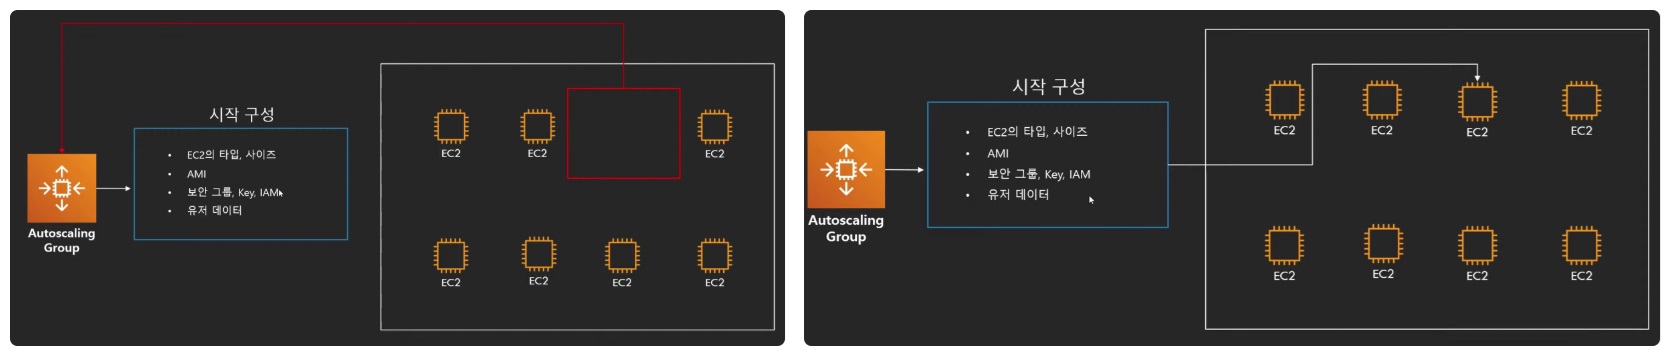 시작 구성
• EC2의 타입, 사이즈
• AMI
• 보안 그룹, Key, IAM
• 유저 데이터
Autoscaling
Group
EC2
EC2
EC2
EC2
EC2
EC2
EC2
시작 구성
• EC2의 타입, 사이즈
• AMI
• 보안 그룹, Key, IAM
• 유저 데이터
Autoscaling
Group
EC2
EC2
EC2
EC2
EC2
EC2
EC2
EC2